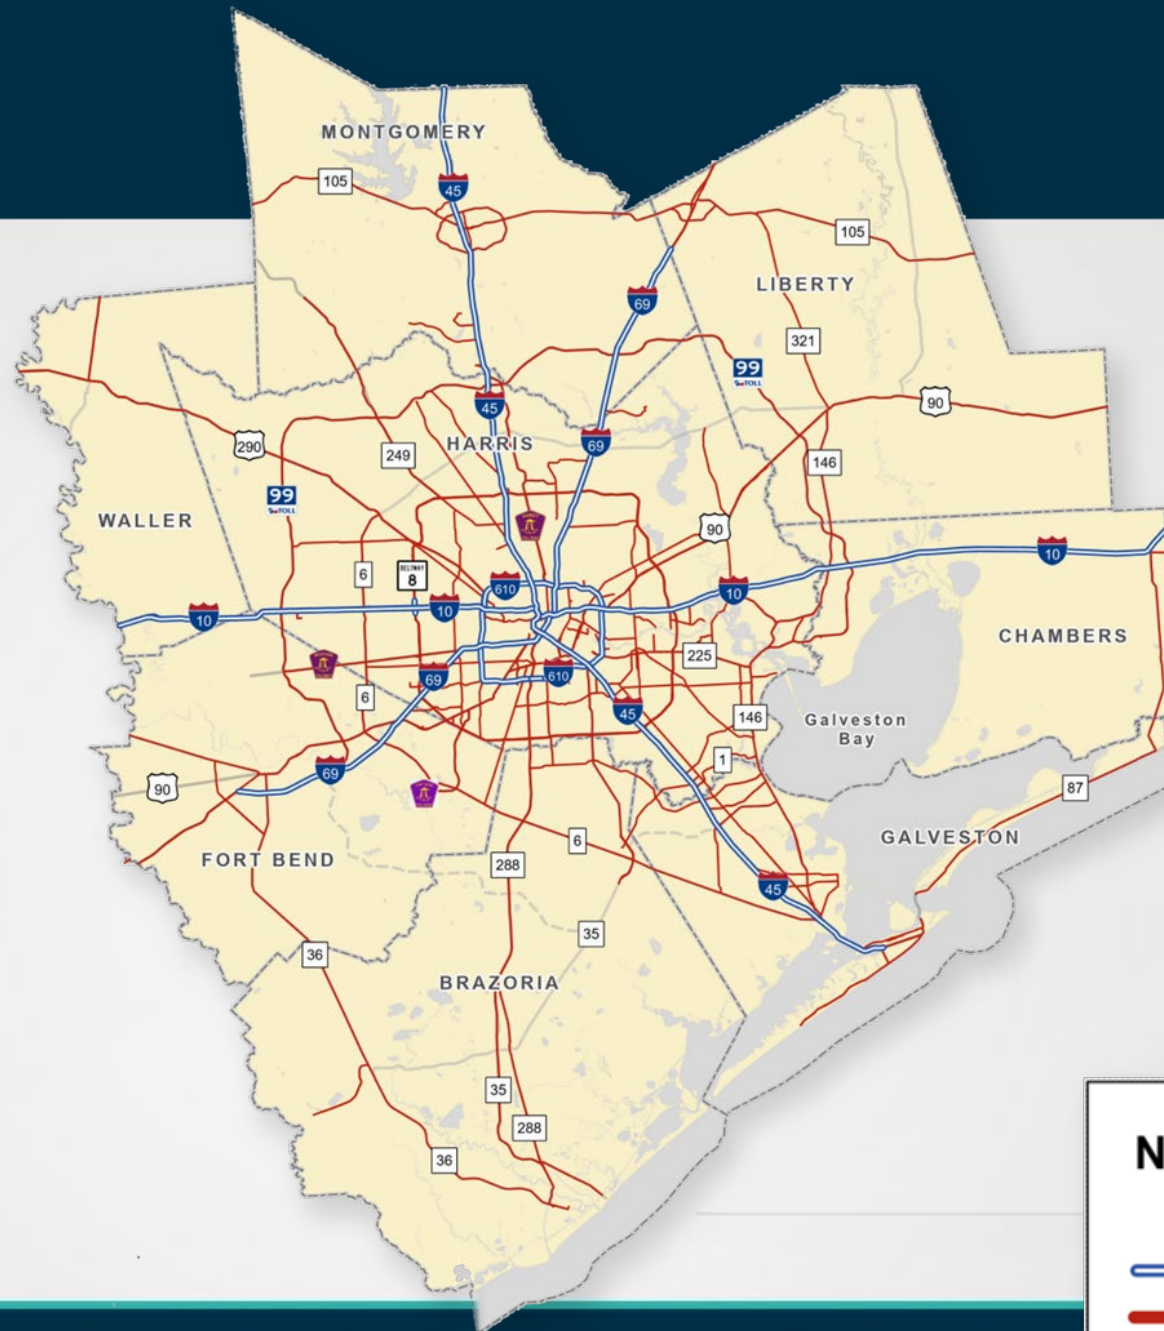 MONTGOMERY
105
45
105
LIBERTY
69
321
99
TOLL
90
45
HARRIS
69
290
249
146
99
TOLL
WALLER
90
10
6
BELTWAY
8
610
10
10
10
CHAMBERS
225
69
610
6
45
146
Galveston
Bay
1
69
90
87
GALVESTON
6
FORT BEND
288
45
35
36
BRAZORIA
35
288
36
N